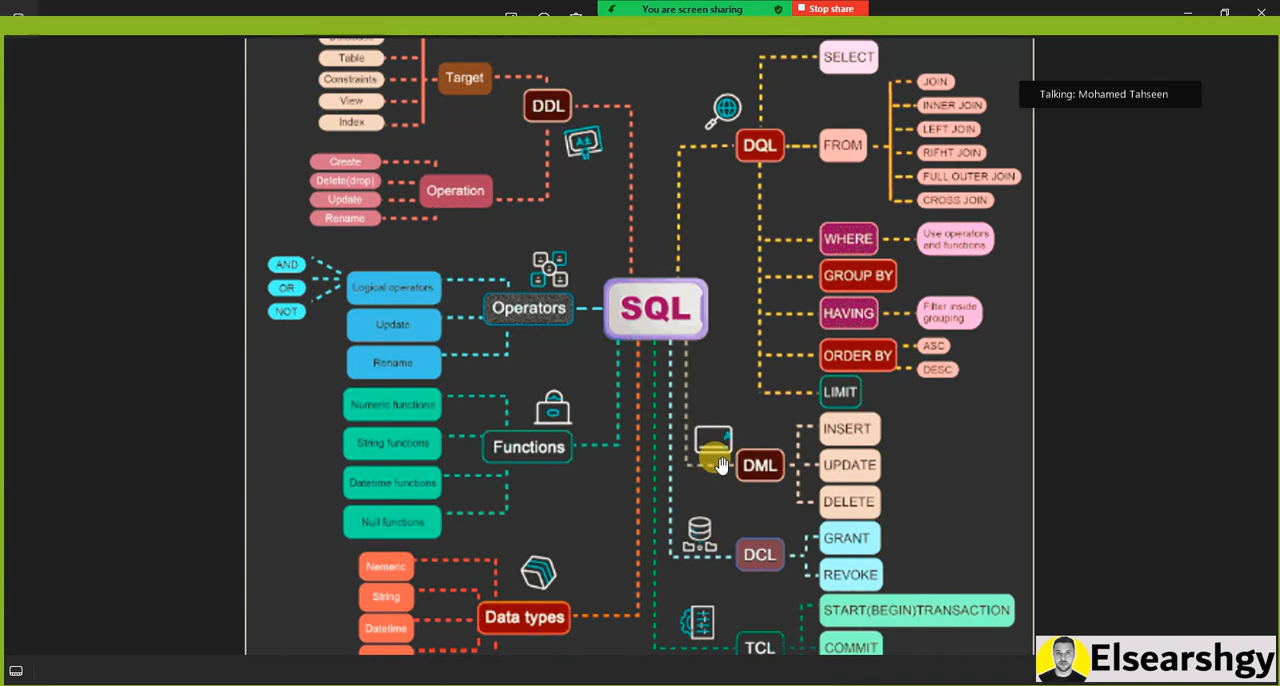 You are screen sharing
Stop share
Talking: Mohamed Tahseen
Table
Constraints
View
Index
Target
DDL
Create
Delete(drop)
Update
Rename
Operation
AND
OR
NOT
Logical operators
Update
Rename
Operators
SQL
Numeric functions
String functions
Datetime functions
Null functions
Functions
Nemeric
String
Datetime
Data types
DQL
SELECT
FROM
JOIN
INNER JOIN
LEFT JOIN
RIFHT JOIN
FULL OUTER JOIN
CROSS JOIN
WHERE
Use operators
and functions
GROUP BY
HAVING
Filter inside
grouping
ORDER BY
ASC
DESC
LIMIT
DML
INSERT
UPDATE
DELETE
DCL
GRANT
REVOKE
TCL
START(BEGIN)TRANSACTION
COMMIT
Elsearshgy